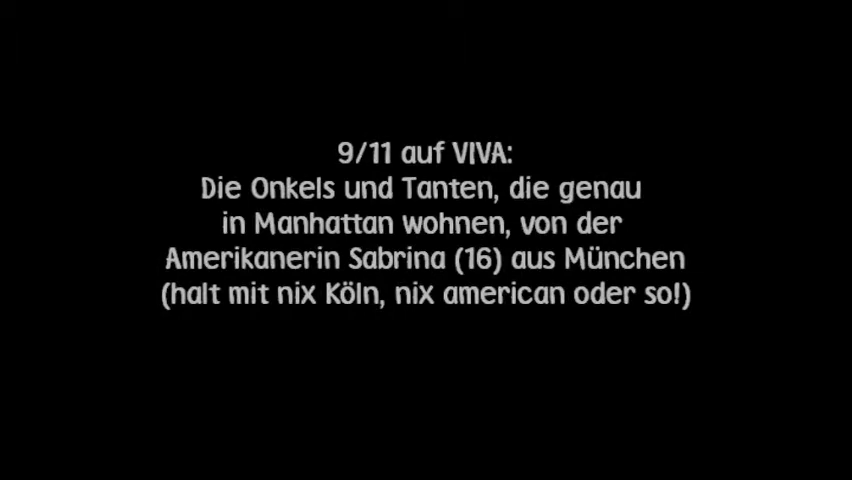 9/11 auf VIVA:
Die Onkels und Tanten, die genau
in Manhattan wohnen, von der
Amerikanerin Sabrina (16) aus München
(halt mit nix Köln, nix american oder so!)